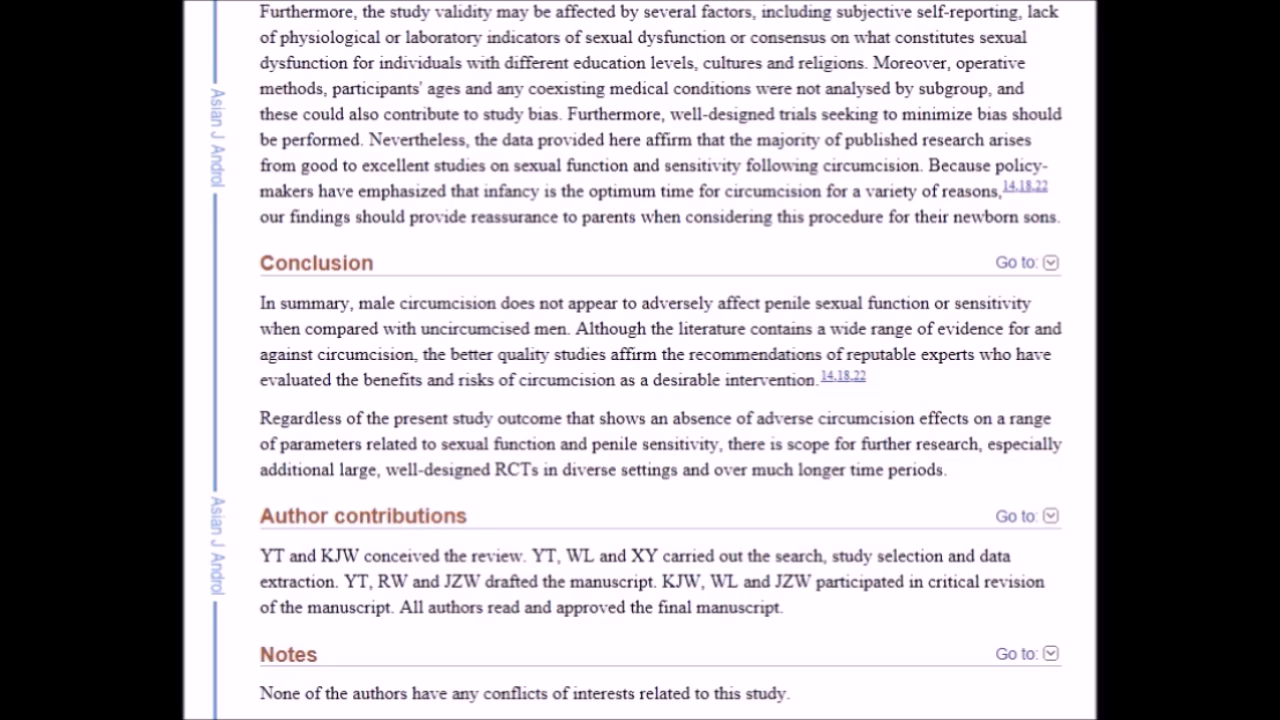 Furthermore, the study validity may be affected by several factors, including subjective self-reporting, lack
of physiological or laboratory indicators of sexual dysfunction or consensus on what constitutes sexual
dysfunction for individuals with different education levels, cultures and religions. Moreover, operative
methods, participants' ages and any coexisting medical conditions were not analysed by subgroup, and
these could also contribute to study bias. Furthermore, well-designed trials seeking to minimize bias should
be performed. Nevertheless, the data provided here affirm that the majority of published research arises
from good to excellent studies on sexual function and sensitivity following circumcision. Because policy-
makers have emphasized that infancy is the optimum time for circumcision for a variety of reasons,14,18,22
our findings should provide reassurance to parents when considering this procedure for their newborn sons.
Asian J Androl
Conclusion Go to:
In summary, male circumcision does not appear to adversely affect penile sexual function or sensitivity
when compared with uncircumcised men. Although the literature contains a wide range of evidence for and
against circumcision, the better quality studies affirm the recommendations of reputable experts who have
evaluated the benefits and risks of circumcision as a desirable intervention.14,18,22
Regardless of the present study outcome that shows an absence of adverse circumcision effects on a range
of parameters related to sexual function and penile sensitivity, there is scope for further research, especially
additional large, well-designed RCTs in diverse settings and over much longer time periods.
Asian J Androl
Author contributions Go to:
YT and KJW conceived the review. YT, WL and XY carried out the search, study selection and data
extraction. YT, RW and JZW drafted the manuscript. KJW, WL and JZW participated in critical revision
of the manuscript. All authors read and approved the final manuscript.
Notes Go to:
None of the authors have any conflicts of interests related to this study.